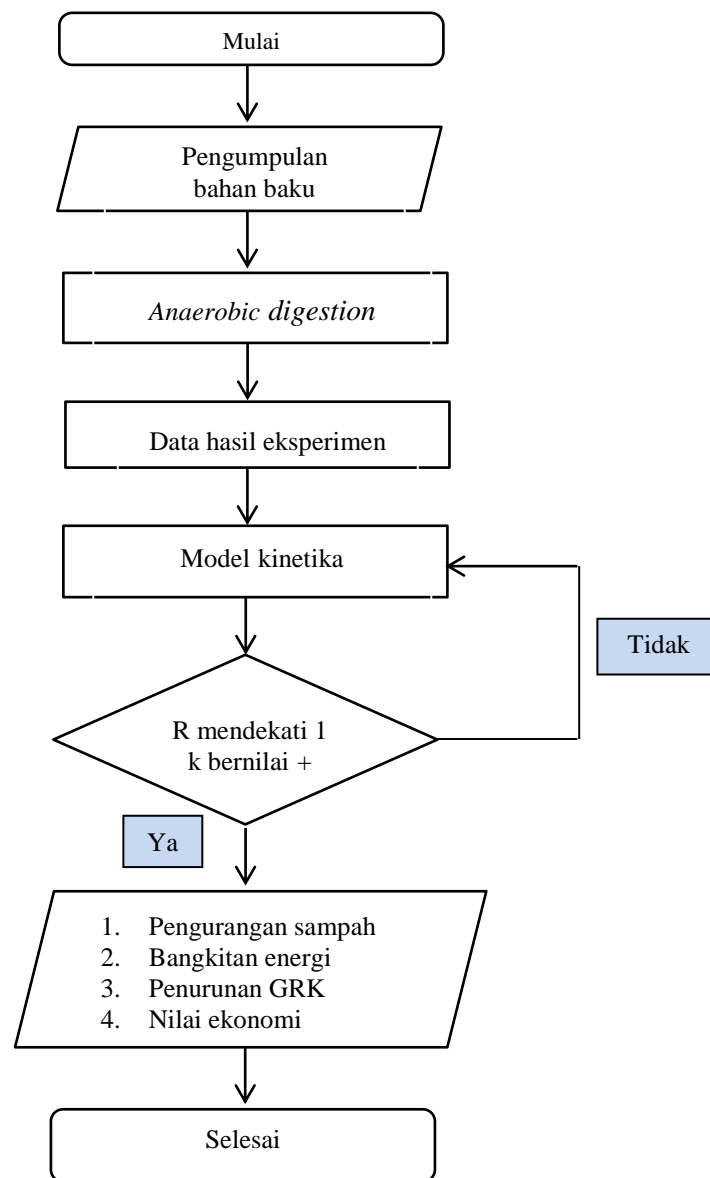 Mulai
Pengumpulan
bahan baku
Anaerobic digestion
Data hasil eksperimen
Model kinetika
Tidak
R mendekati 1
k bernilai +
Ya
1. Pengurangan sampah
2. Bangkitan energi
3. Penurunan GRK
4. Nilai ekonomi
Selesai